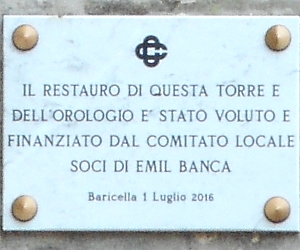 IL RESTAURO DI QUESTA TORRE E
DELL'OROLOGIO E' STATO VOLUTO E
FINANZIATO DAL COMITATO LOCALE
SOCI DI EMIL BANCA
Baricella 1 Luglio 2016